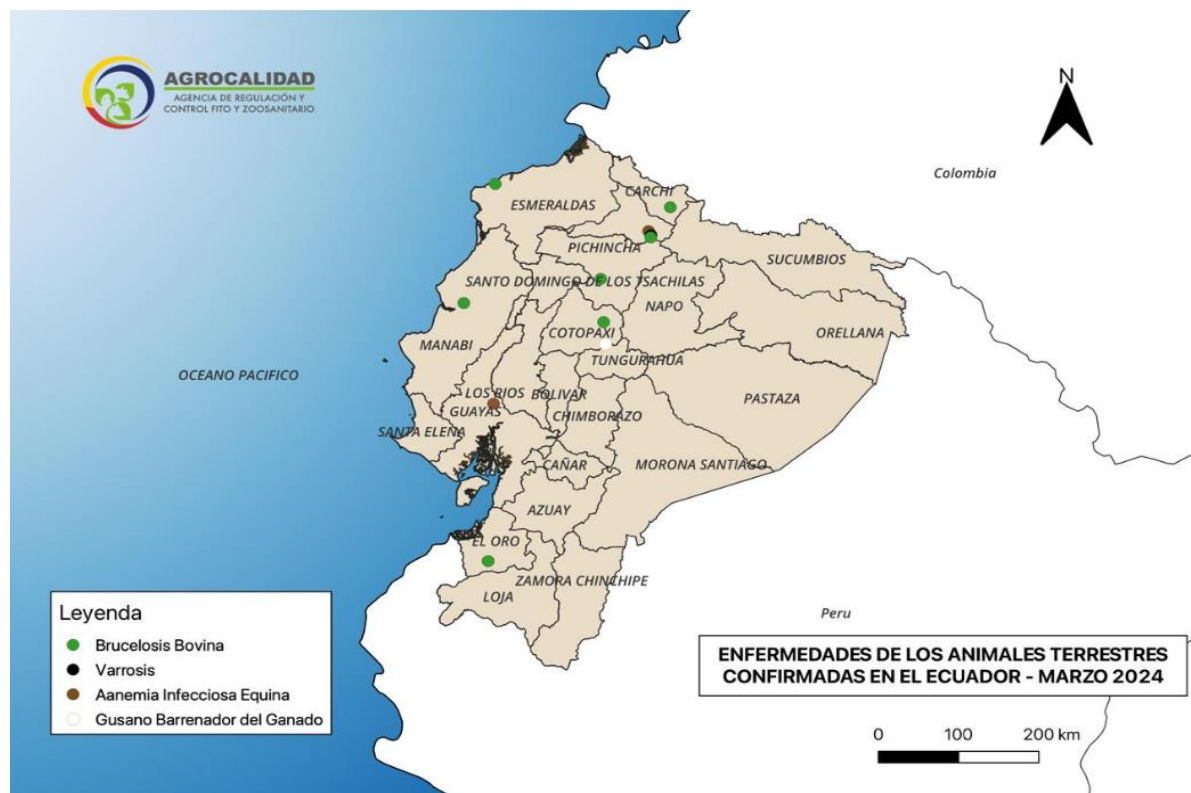 AGROCALIDAD
AGENCIA DE REGULACIÓN Y
CONTROL FITO Y ZOOSANITARIO
N
Colombia
CARCHI
ESMERALDAS
PICHINCHA
SUCUMBIOS
SANTO DOMINGO DE LOS TSACHILAS
NAPO
ORELLANA
COTOPAXI
MANABI
TUNGURAHUA
OCEANO PACIFICO
LOS RIOS
BOLIVAR
PASTAZA
GUAYAS
CHIMBORAZO
SANTA ELENA
CAÑAR
MORONA SANTIAGO
AZUAY
EL ORO
ZAMORA CHINCHIPE
LOJA
Peru
Leyenda
Brucelosis Bovina
Varrosis
Aanemia Infecciosa Equina
Gusano Barrenador del Ganado
ENFERMEDADES DE LOS ANIMALES TERRESTRES
CONFIRMADAS EN EL ECUADOR - MARZO 2024
0 100 200 km